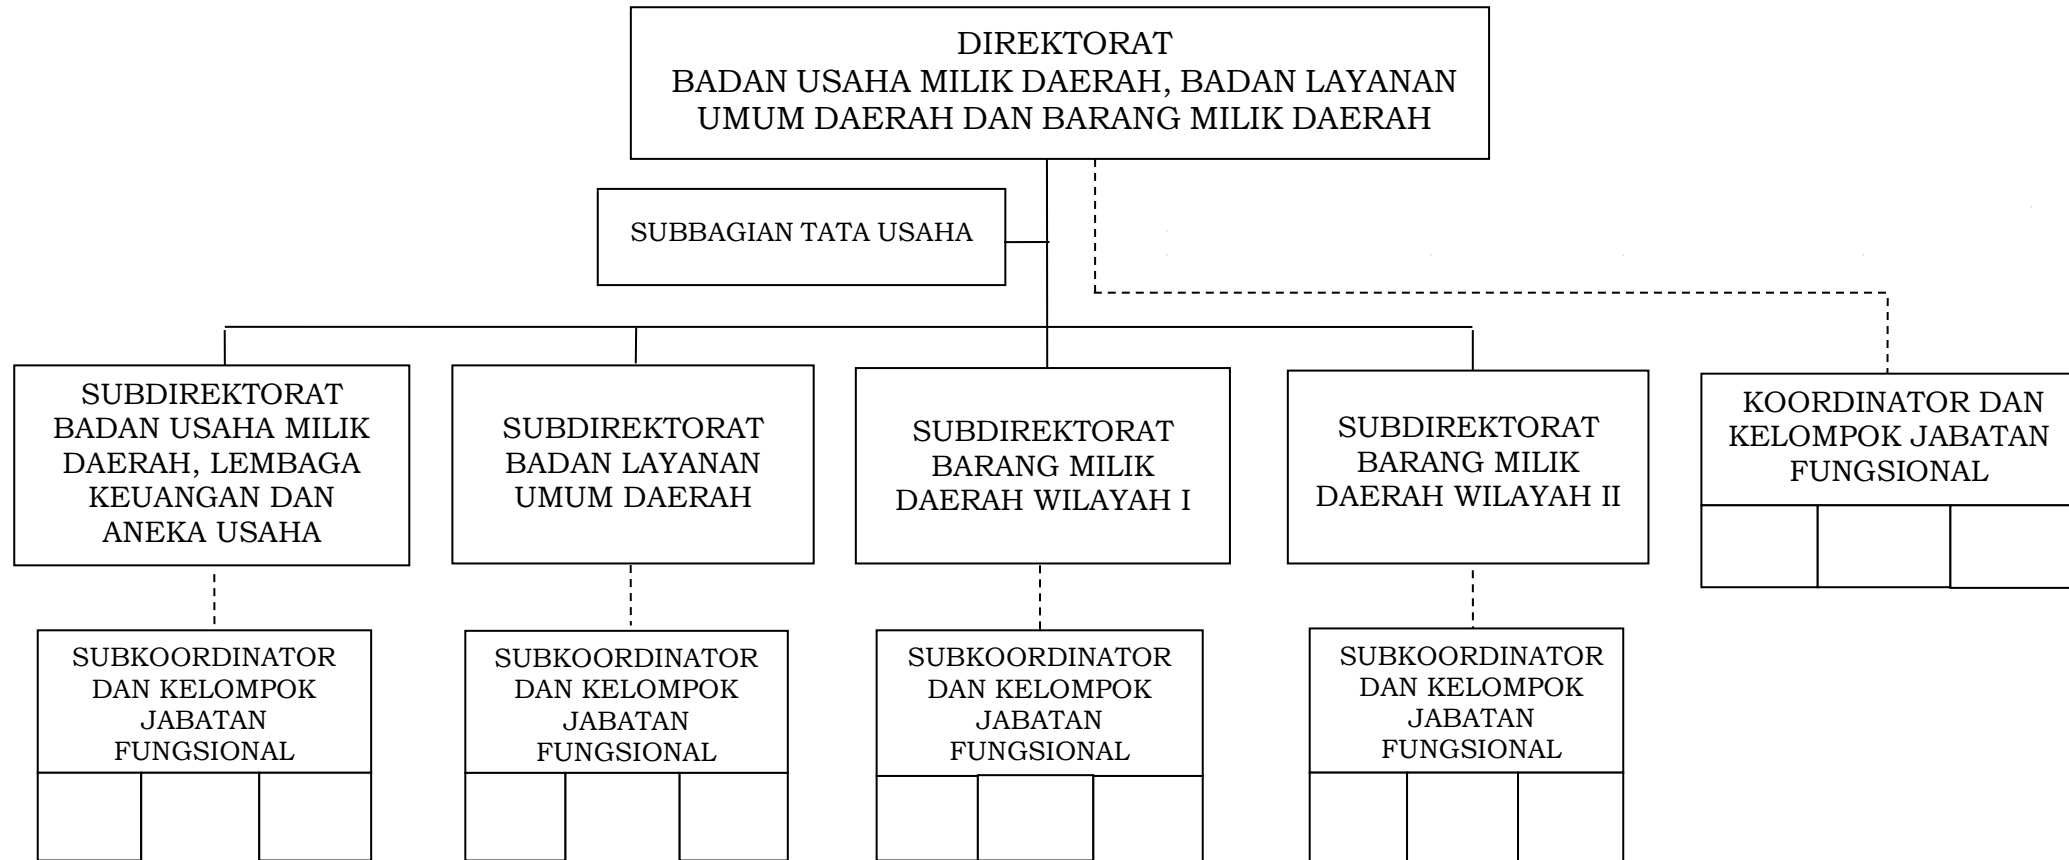 DIREKTORAT
BADAN USAHA MILIK DAERAH, BADAN LAYANAN
UMUM DAERAH DAN BARANG MILIK DAERAH
SUBBAGIAN TATA USAHA
SUBDIREKTORAT
BADAN USAHA MILIK
DAERAH, LEMBAGA
KEUANGAN DAN
ANEKA USAHA
SUBDIREKTORAT
BADAN LAYANAN
UMUM DAERAH
SUBDIREKTORAT
BARANG MILIK
DAERAH WILAYAH I
SUBDIREKTORAT
BARANG MILIK
DAERAH WILAYAH II
KOORDINATOR DAN
KELOMPOK JABATAN
FUNGSIONAL
SUBKOORDINATOR
DAN KELOMPOK
JABATAN
FUNGSIONAL
SUBKOORDINATOR
DAN KELOMPOK
JABATAN
FUNGSIONAL
SUBKOORDINATOR
DAN KELOMPOK
JABATAN
FUNGSIONAL
SUBKOORDINATOR
DAN KELOMPOK
JABATAN
FUNGSIONAL